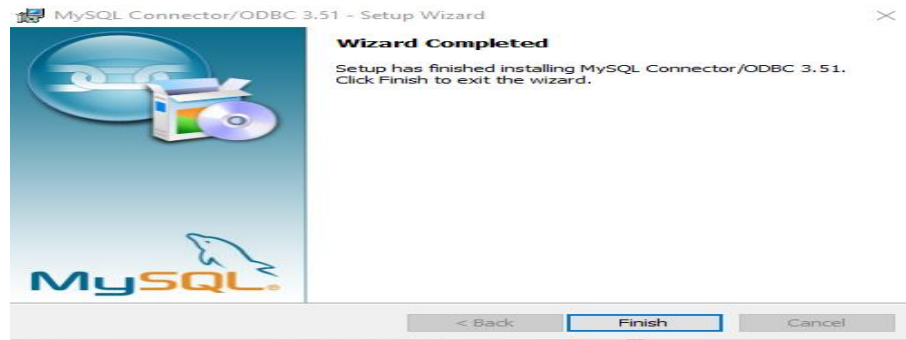 MySQL Connector/ODBC 3.51 - Setup Wizard
Wizard Completed
Setup has finished installing MySQL Connector/ODBC 3.51.
Click Finish to exit the wizard.
MySQL
< Back
Finish
Cancel